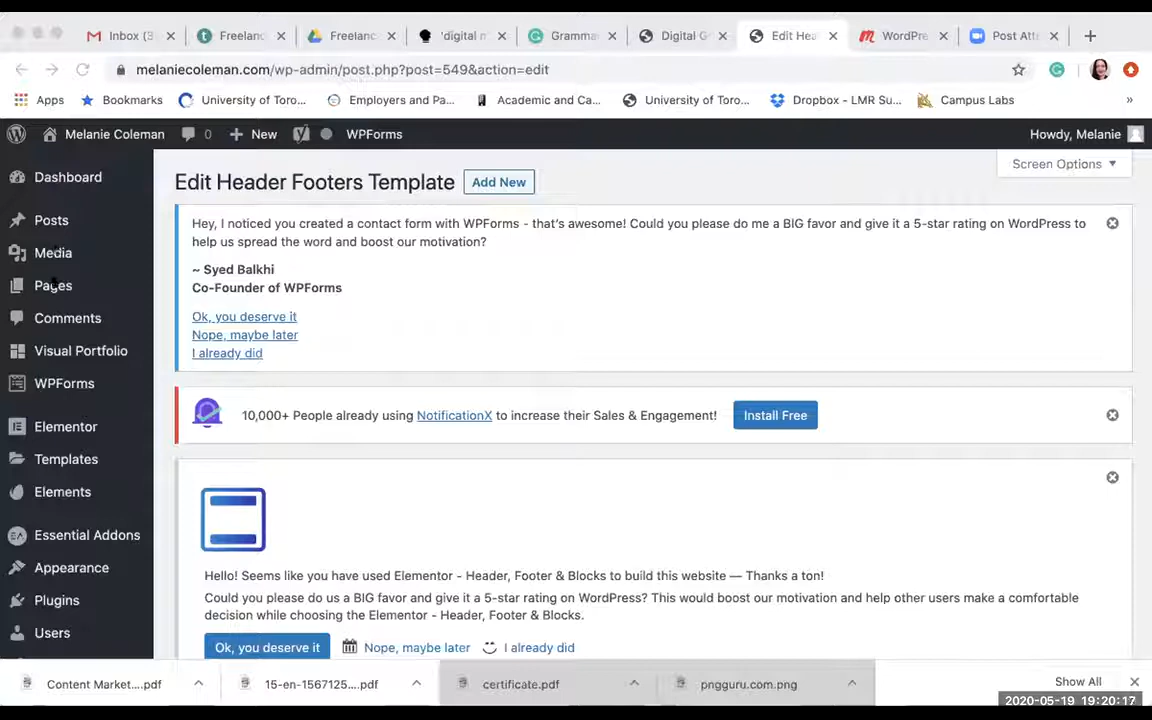 Inbox (3
Freelanc
Freelanc
'digital m
Gramma
Digital G
Edit Hea
WordPre
Post Att
melaniecoleman.com/wp-admin/post.php?post=549&action=edit
Apps
Bookmarks
University of Toro...
Employers and Pa...
Academic and Ca...
University of Toro...
Dropbox - LMR Su...
Campus Labs
»
Melanie Coleman
0
New
WPForms
Howdy, Melanie
Screen Options
Dashboard
Posts
Media
Pages
Comments
Visual Portfolio
WPForms
Elementor
Templates
Elements
Essential Addons
Appearance
Plugins
Users
Edit Header Footers Template
Add New
Hey, I noticed you created a contact form with WPForms - that's awesome! Could you please do me a BIG favor and give it a 5-star rating on WordPress to
help us spread the word and boost our motivation?
~ Syed Balkhi
Co-Founder of WPForms
Ok, you deserve it
Nope, maybe later
I already did
10,000+ People already using NotificationX to increase their Sales & Engagement!
Install Free
Hello! Seems like you have used Elementor - Header, Footer & Blocks to build this website — Thanks a ton!
Could you please do us a BIG favor and give it a 5-star rating on WordPress? This would boost our motivation and help other users make a comfortable
decision while choosing the Elementor - Header, Footer & Blocks.
Ok, you deserve it
Nope, maybe later
I already did
Content Market....pdf
15-en-1567125....pdf
certificate.pdf
pngguru.com.png
Show All
2020-05-19 19:20:17